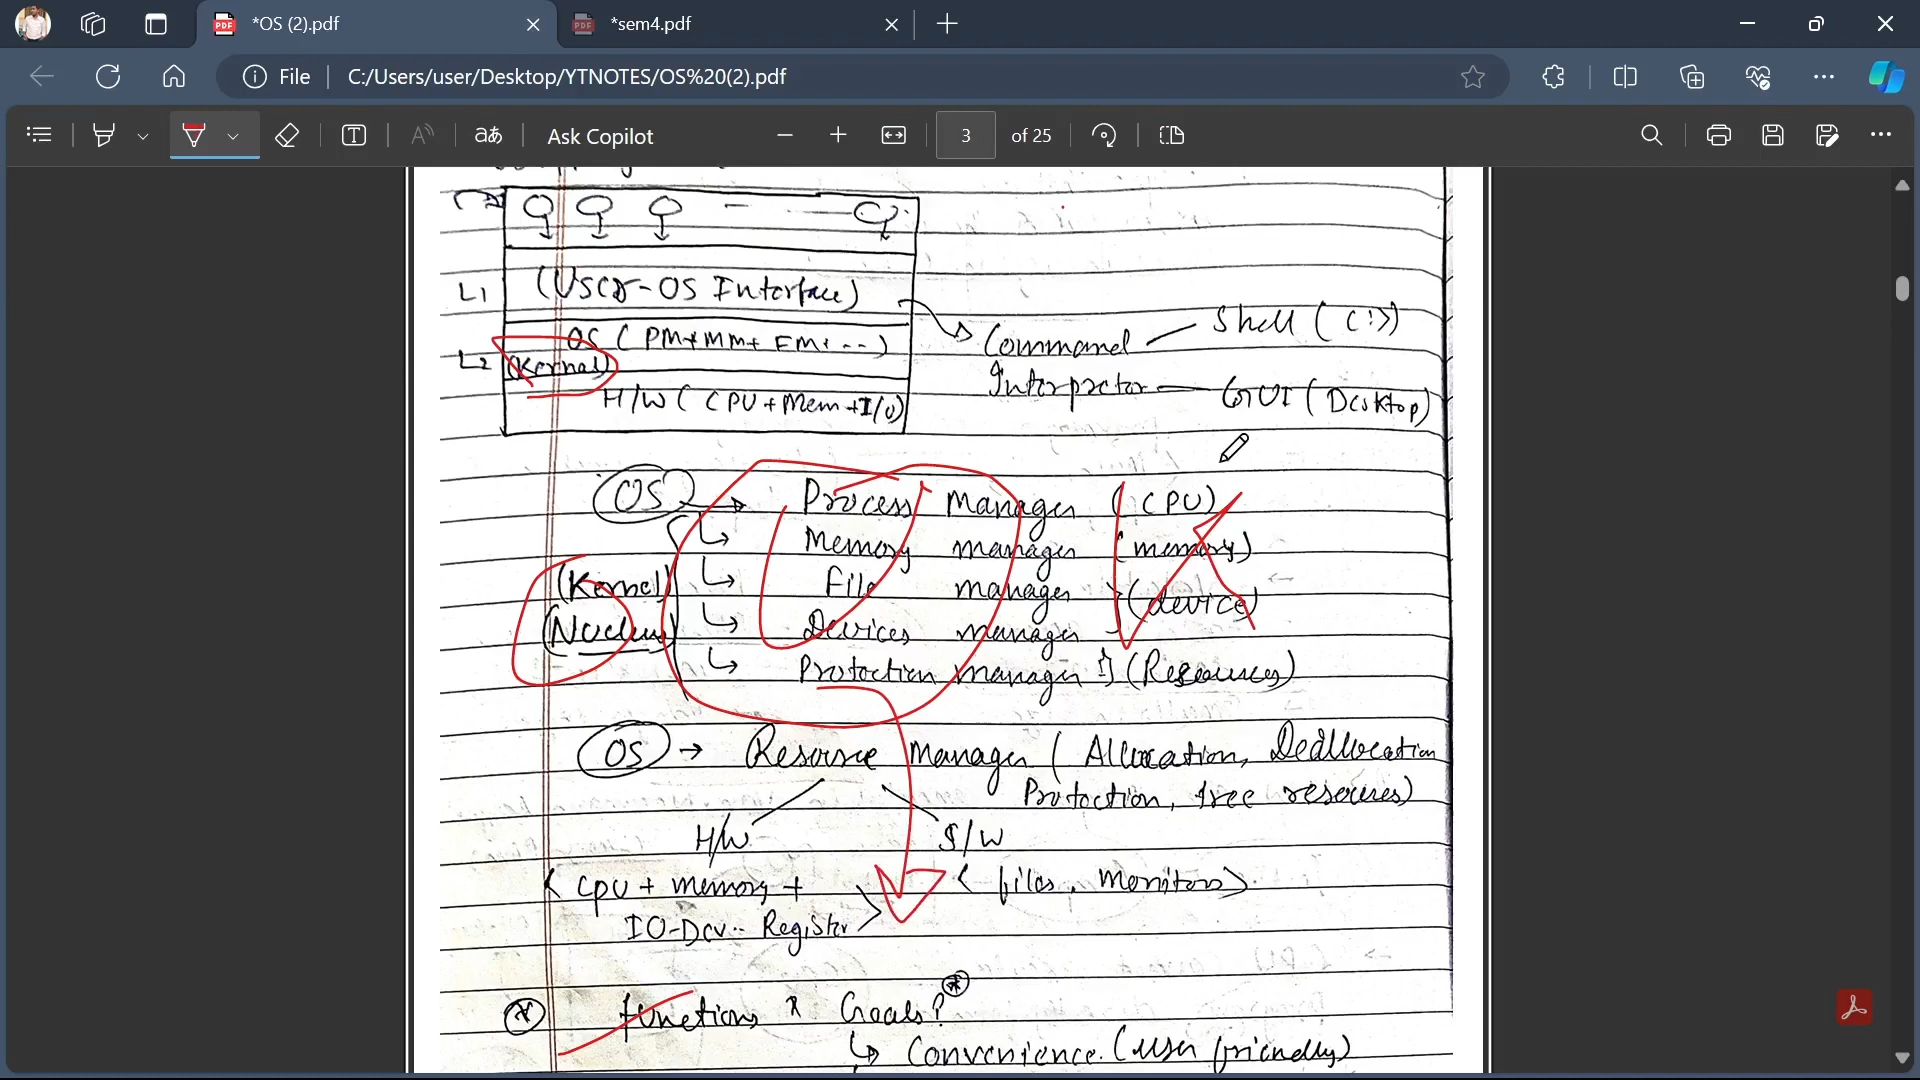 *OS (2).pdf
*sem4.pdf
File
C:/Users/user/Desktop/YTNOTES/OS%20(2).pdf
Ask Copilot
3
of 25
L1 (User-OS Interface)
OS (PM+MM+ FM+ --)
L2 (Kernel)
H/W (CPU+Mem+I/O)
Command Interpretor
Shell (C:>)
GUI (Desktop)
OS → Process Manager (CPU)
↳ Memory manager (memory)
↳ File manager
(Kernel) } (device)
(Nucleus) ↳ Devices manager
↳ Protection manager } (Resources)
OS → Resource Manager (Allocation, Deallocation
Protection, free resources)
H/W S/W
< cpu + memory + < files, Monitors>
IO-Dev-- Register >
functions & Goals?
↳ Convenience. (user friendly)